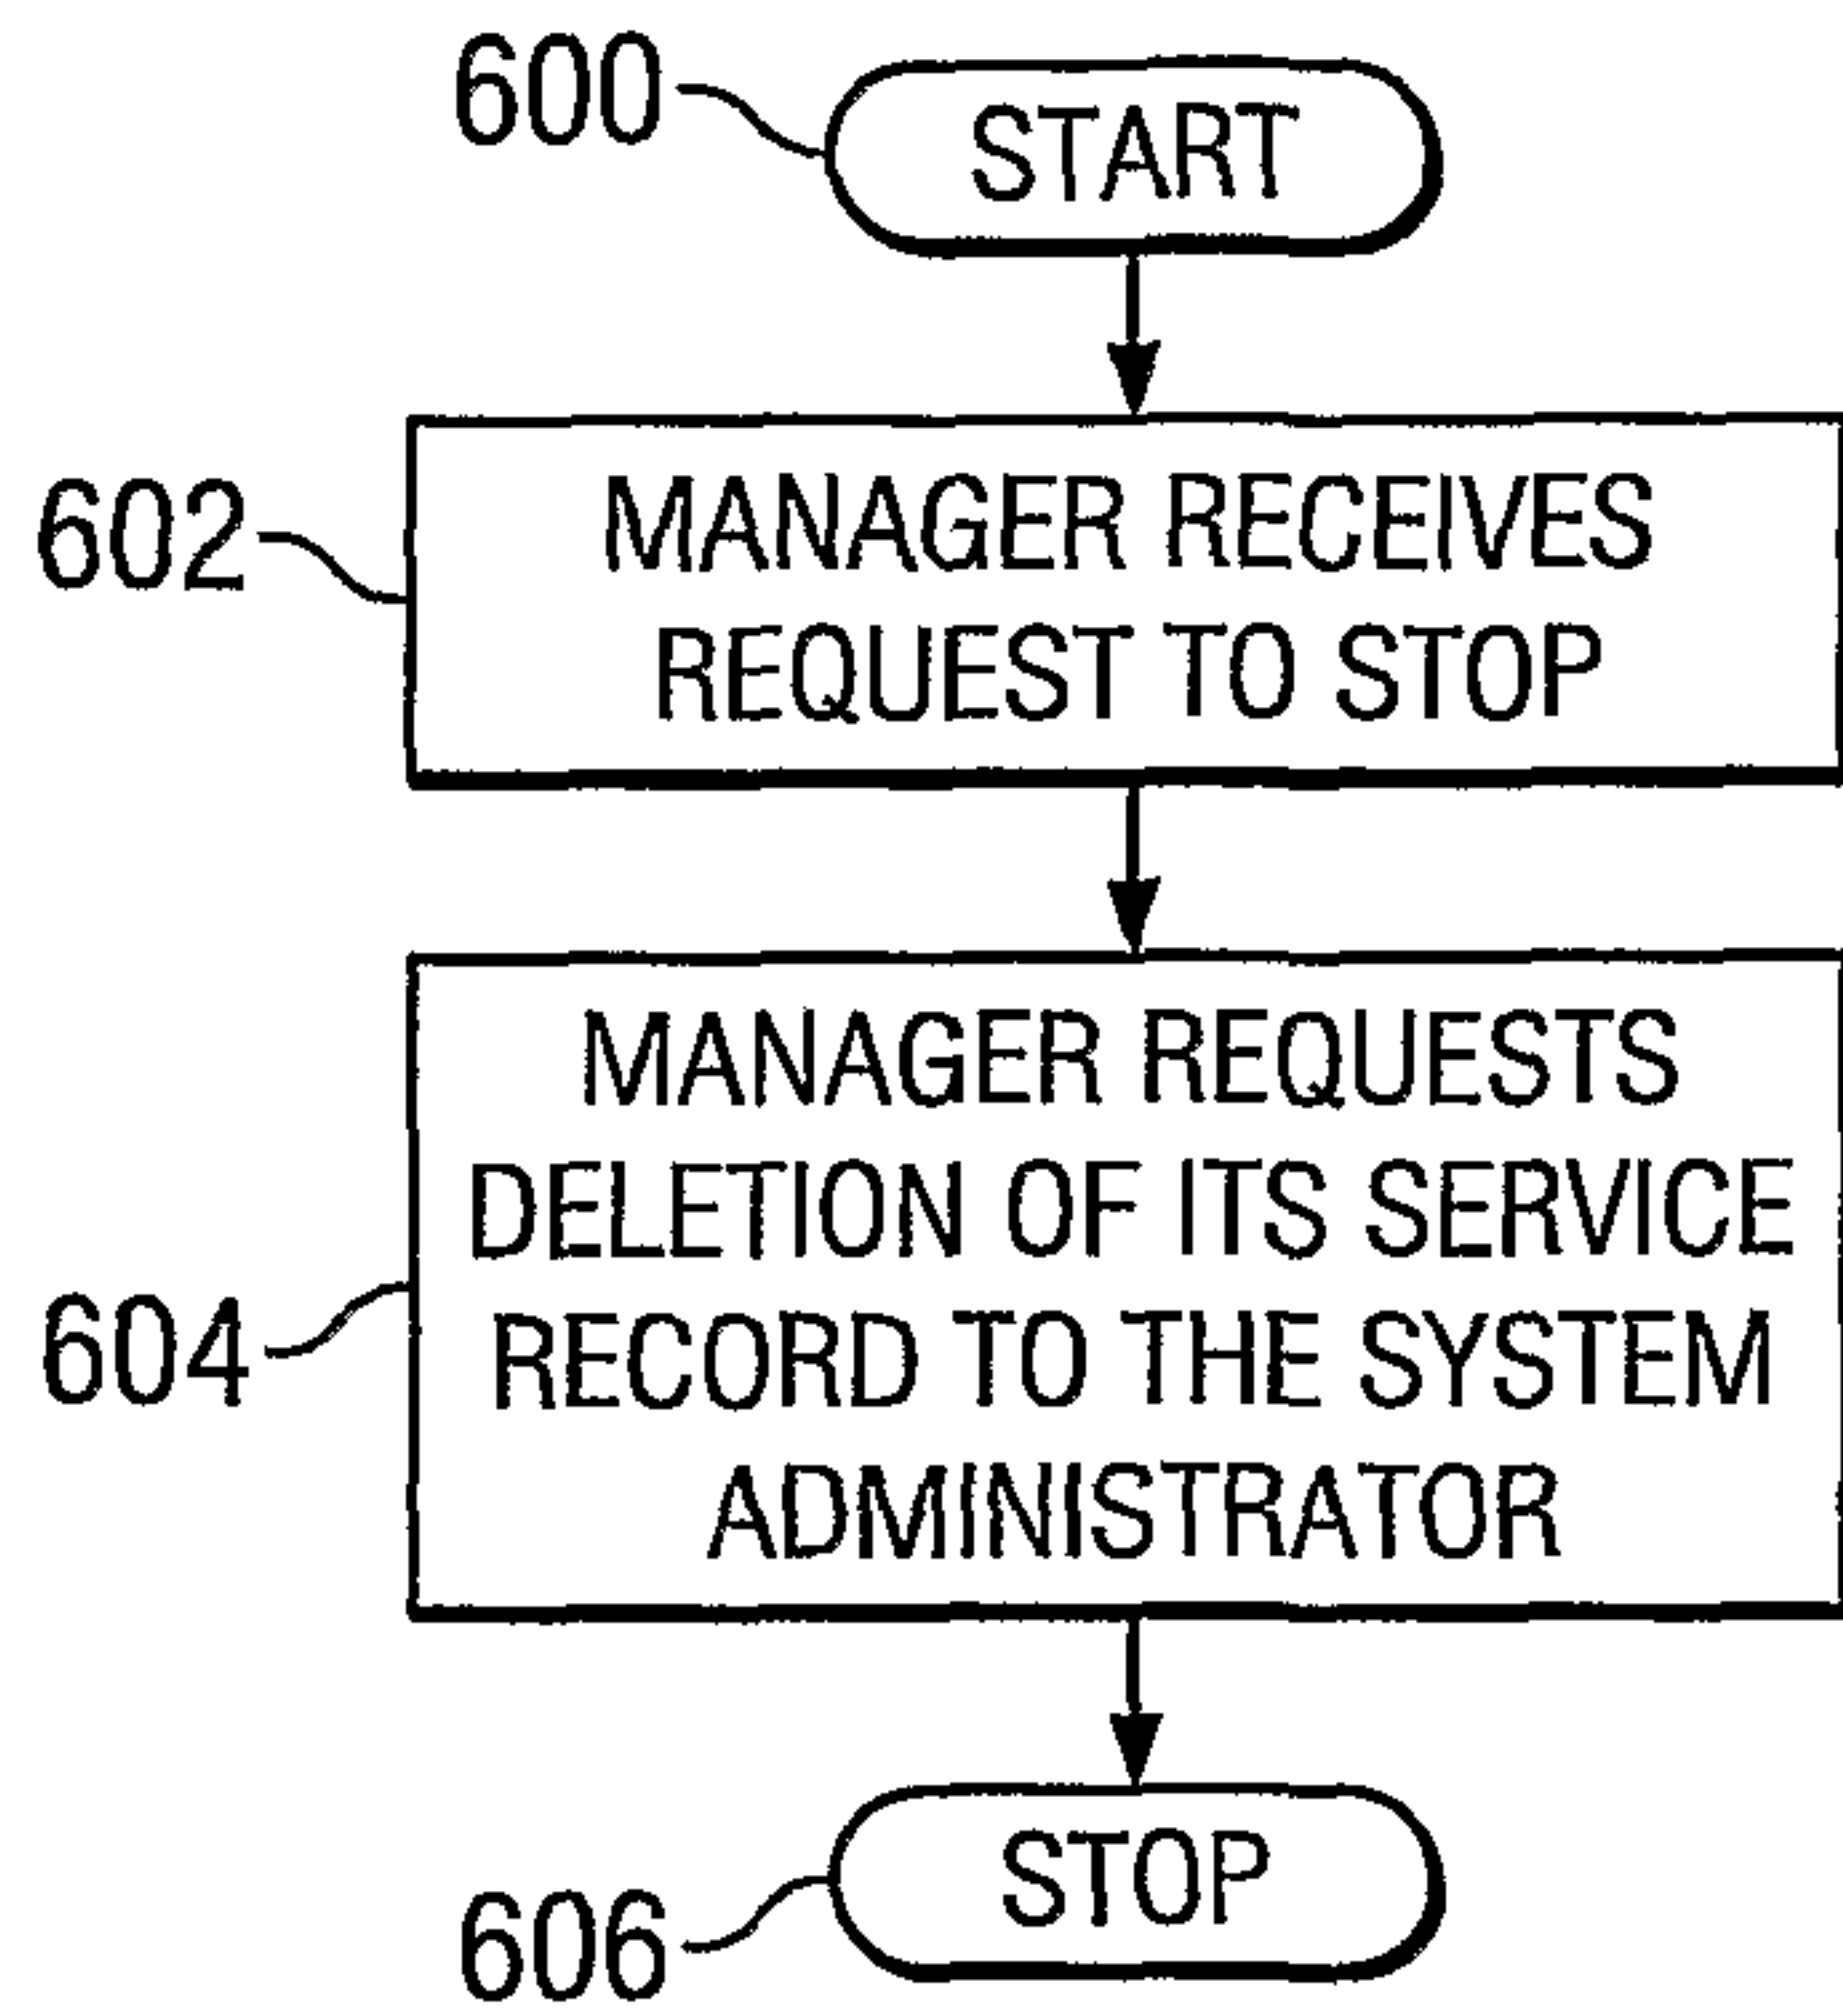 600
START
602
MANAGER RECEIVES
REQUEST TO STOP
MANAGER REQUESTS
DELETION OF ITS SERVICE
604
RECORD TO THE SYSTEM
ADMINISTRATOR
STOP
606